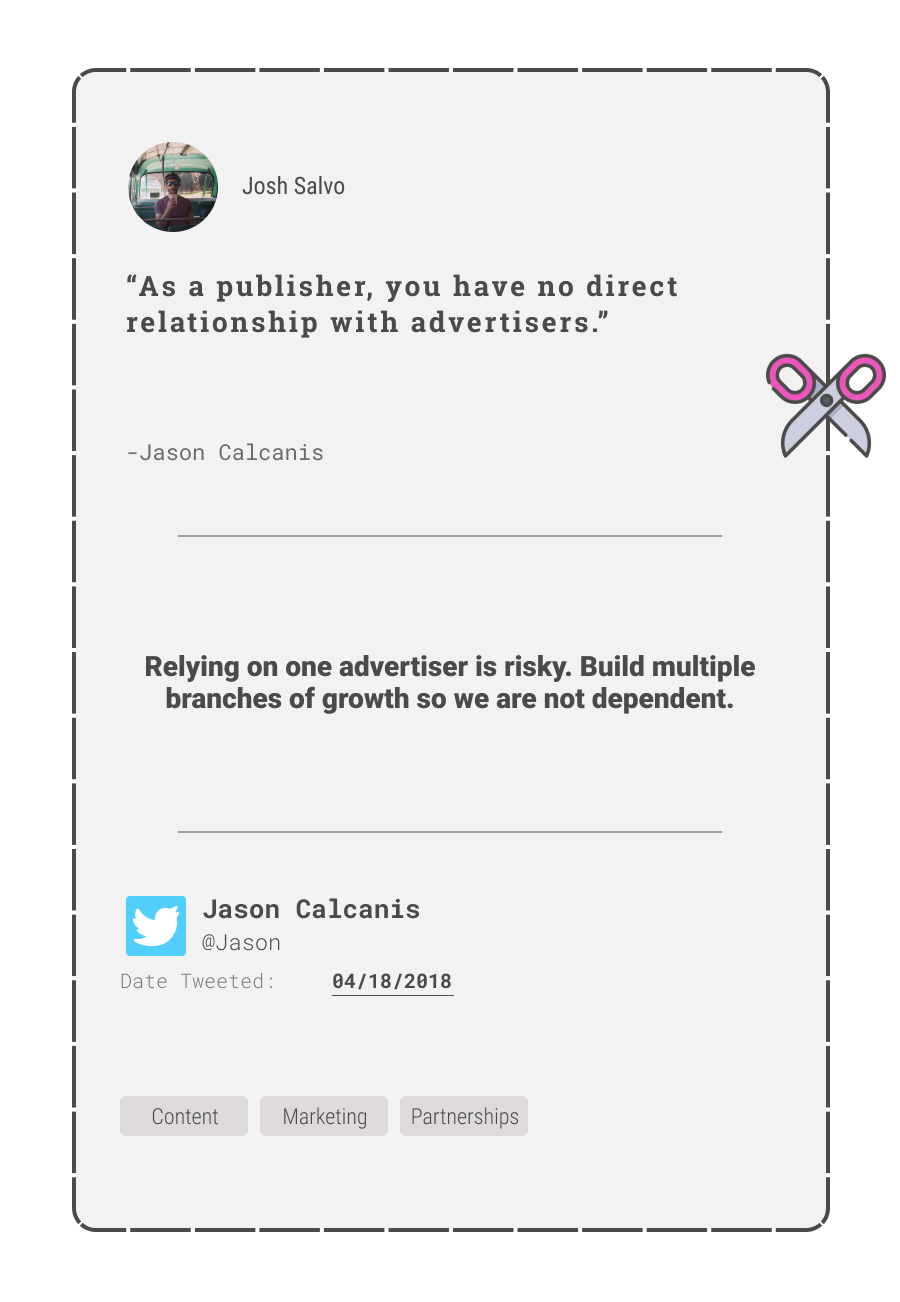 Josh Salvo
“As a publisher, you have no direct
relationship with advertisers.”
-Jason Calcanis
Relying on one advertiser is risky. Build multiple
branches of growth so we are not dependent.
Jason Calcanis
@Jason
Date Tweeted: 04/18/2018
Content Marketing Partnerships